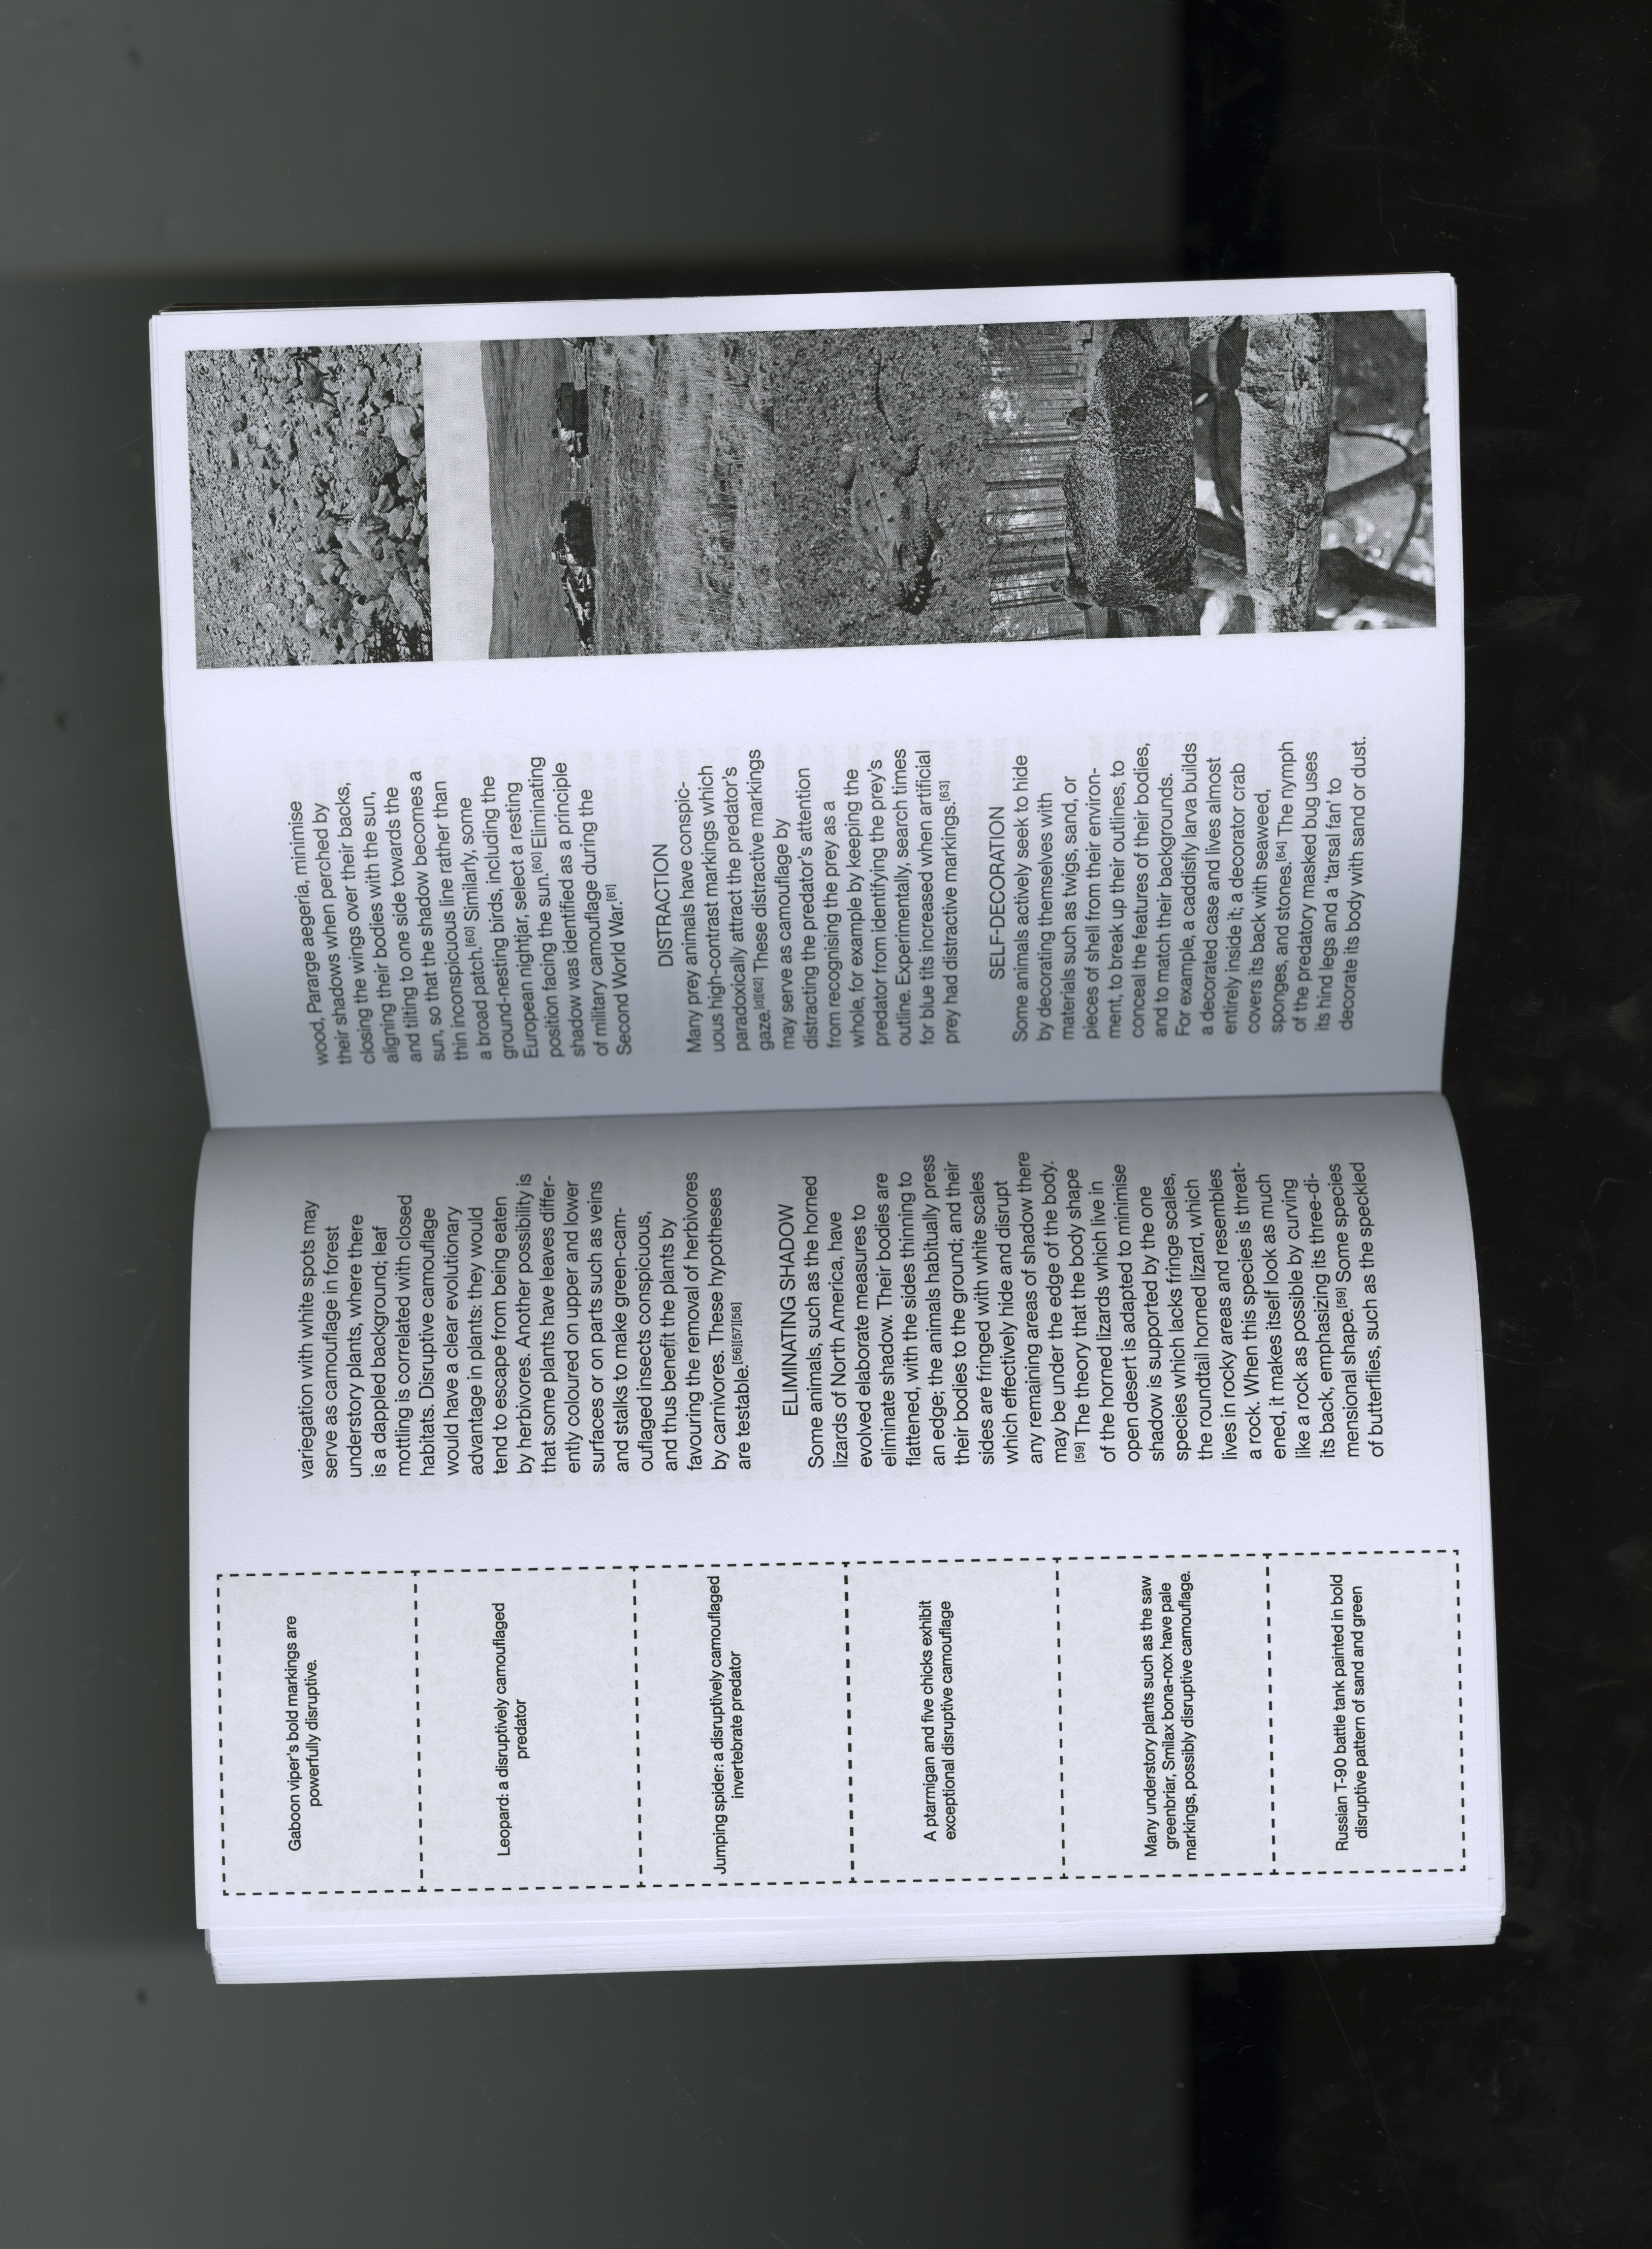 Gaboon viper's bold markings are
powerfully disruptive.
Leopard: a disruptively camouflaged
predator
Jumping spider: a disruptively camouflaged
invertebrate predator
A ptarmigan and five chicks exhibit
exceptional disruptive camouflage
Many understory plants such as the saw
greenbriar, Smilax bona-nox have pale
markings, possibly disruptive camouflage.
Russian T-90 battle tank painted in bold
disruptive pattern of sand and green
variegation with white spots may
serve as camouflage in forest
understory plants, where there
is a dappled background; leaf
mottling is correlated with closed
habitats. Disruptive camouflage
would have a clear evolutionary
advantage in plants: they would
tend to escape from being eaten
by herbivores. Another possibility is
that some plants have leaves differ-
ently coloured on upper and lower
surfaces or on parts such as veins
and stalks to make green-cam-
ouflaged insects conspicuous,
and thus benefit the plants by
favouring the removal of herbivores
by carnivores. These hypotheses
are testable.[56][57][58]
ELIMINATING SHADOW
Some animals, such as the horned
lizards of North America, have
evolved elaborate measures to
eliminate shadow. Their bodies are
flattened, with the sides thinning to
an edge; the animals habitually press
their bodies to the ground; and their
sides are fringed with white scales
which effectively hide and disrupt
any remaining areas of shadow there
may be under the edge of the body.
[59] The theory that the body shape
of the horned lizards which live in
open desert is adapted to minimise
shadow is supported by the one
species which lacks fringe scales,
the roundtail horned lizard, which
lives in rocky areas and resembles
a rock. When this species is threat-
ened, it makes itself look as much
like a rock as possible by curving
its back, emphasizing its three-di-
mensional shape.[59] Some species
of butterflies, such as the speckled
wood, Pararge aegeria, minimise
their shadows when perched by
closing the wings over their backs,
aligning their bodies with the sun,
and tilting to one side towards the
sun, so that the shadow becomes a
thin inconspicuous line rather than
a broad patch.[60] Similarly, some
ground-nesting birds, including the
European nightjar, select a resting
position facing the sun.[60] Eliminating
shadow was identified as a principle
of military camouflage during the
Second World War.[61]
DISTRACTION
Many prey animals have conspic-
uous high-contrast markings which
paradoxically attract the predator's
gaze.[d][62] These distractive markings
may serve as camouflage by
distracting the predator's attention
from recognising the prey as a
whole, for example by keeping the
predator from identifying the prey's
outline. Experimentally, search times
for blue tits increased when artificial
prey had distractive markings.[63]
SELF-DECORATION
Some animals actively seek to hide
by decorating themselves with
materials such as twigs, sand, or
pieces of shell from their environ-
ment, to break up their outlines, to
conceal the features of their bodies,
and to match their backgrounds.
For example, a caddisfly larva builds
a decorated case and lives almost
entirely inside it; a decorator crab
covers its back with seaweed,
sponges, and stones.[64] The nymph
of the predatory masked bug uses
its hind legs and a 'tarsal fan' to
decorate its body with sand or dust.